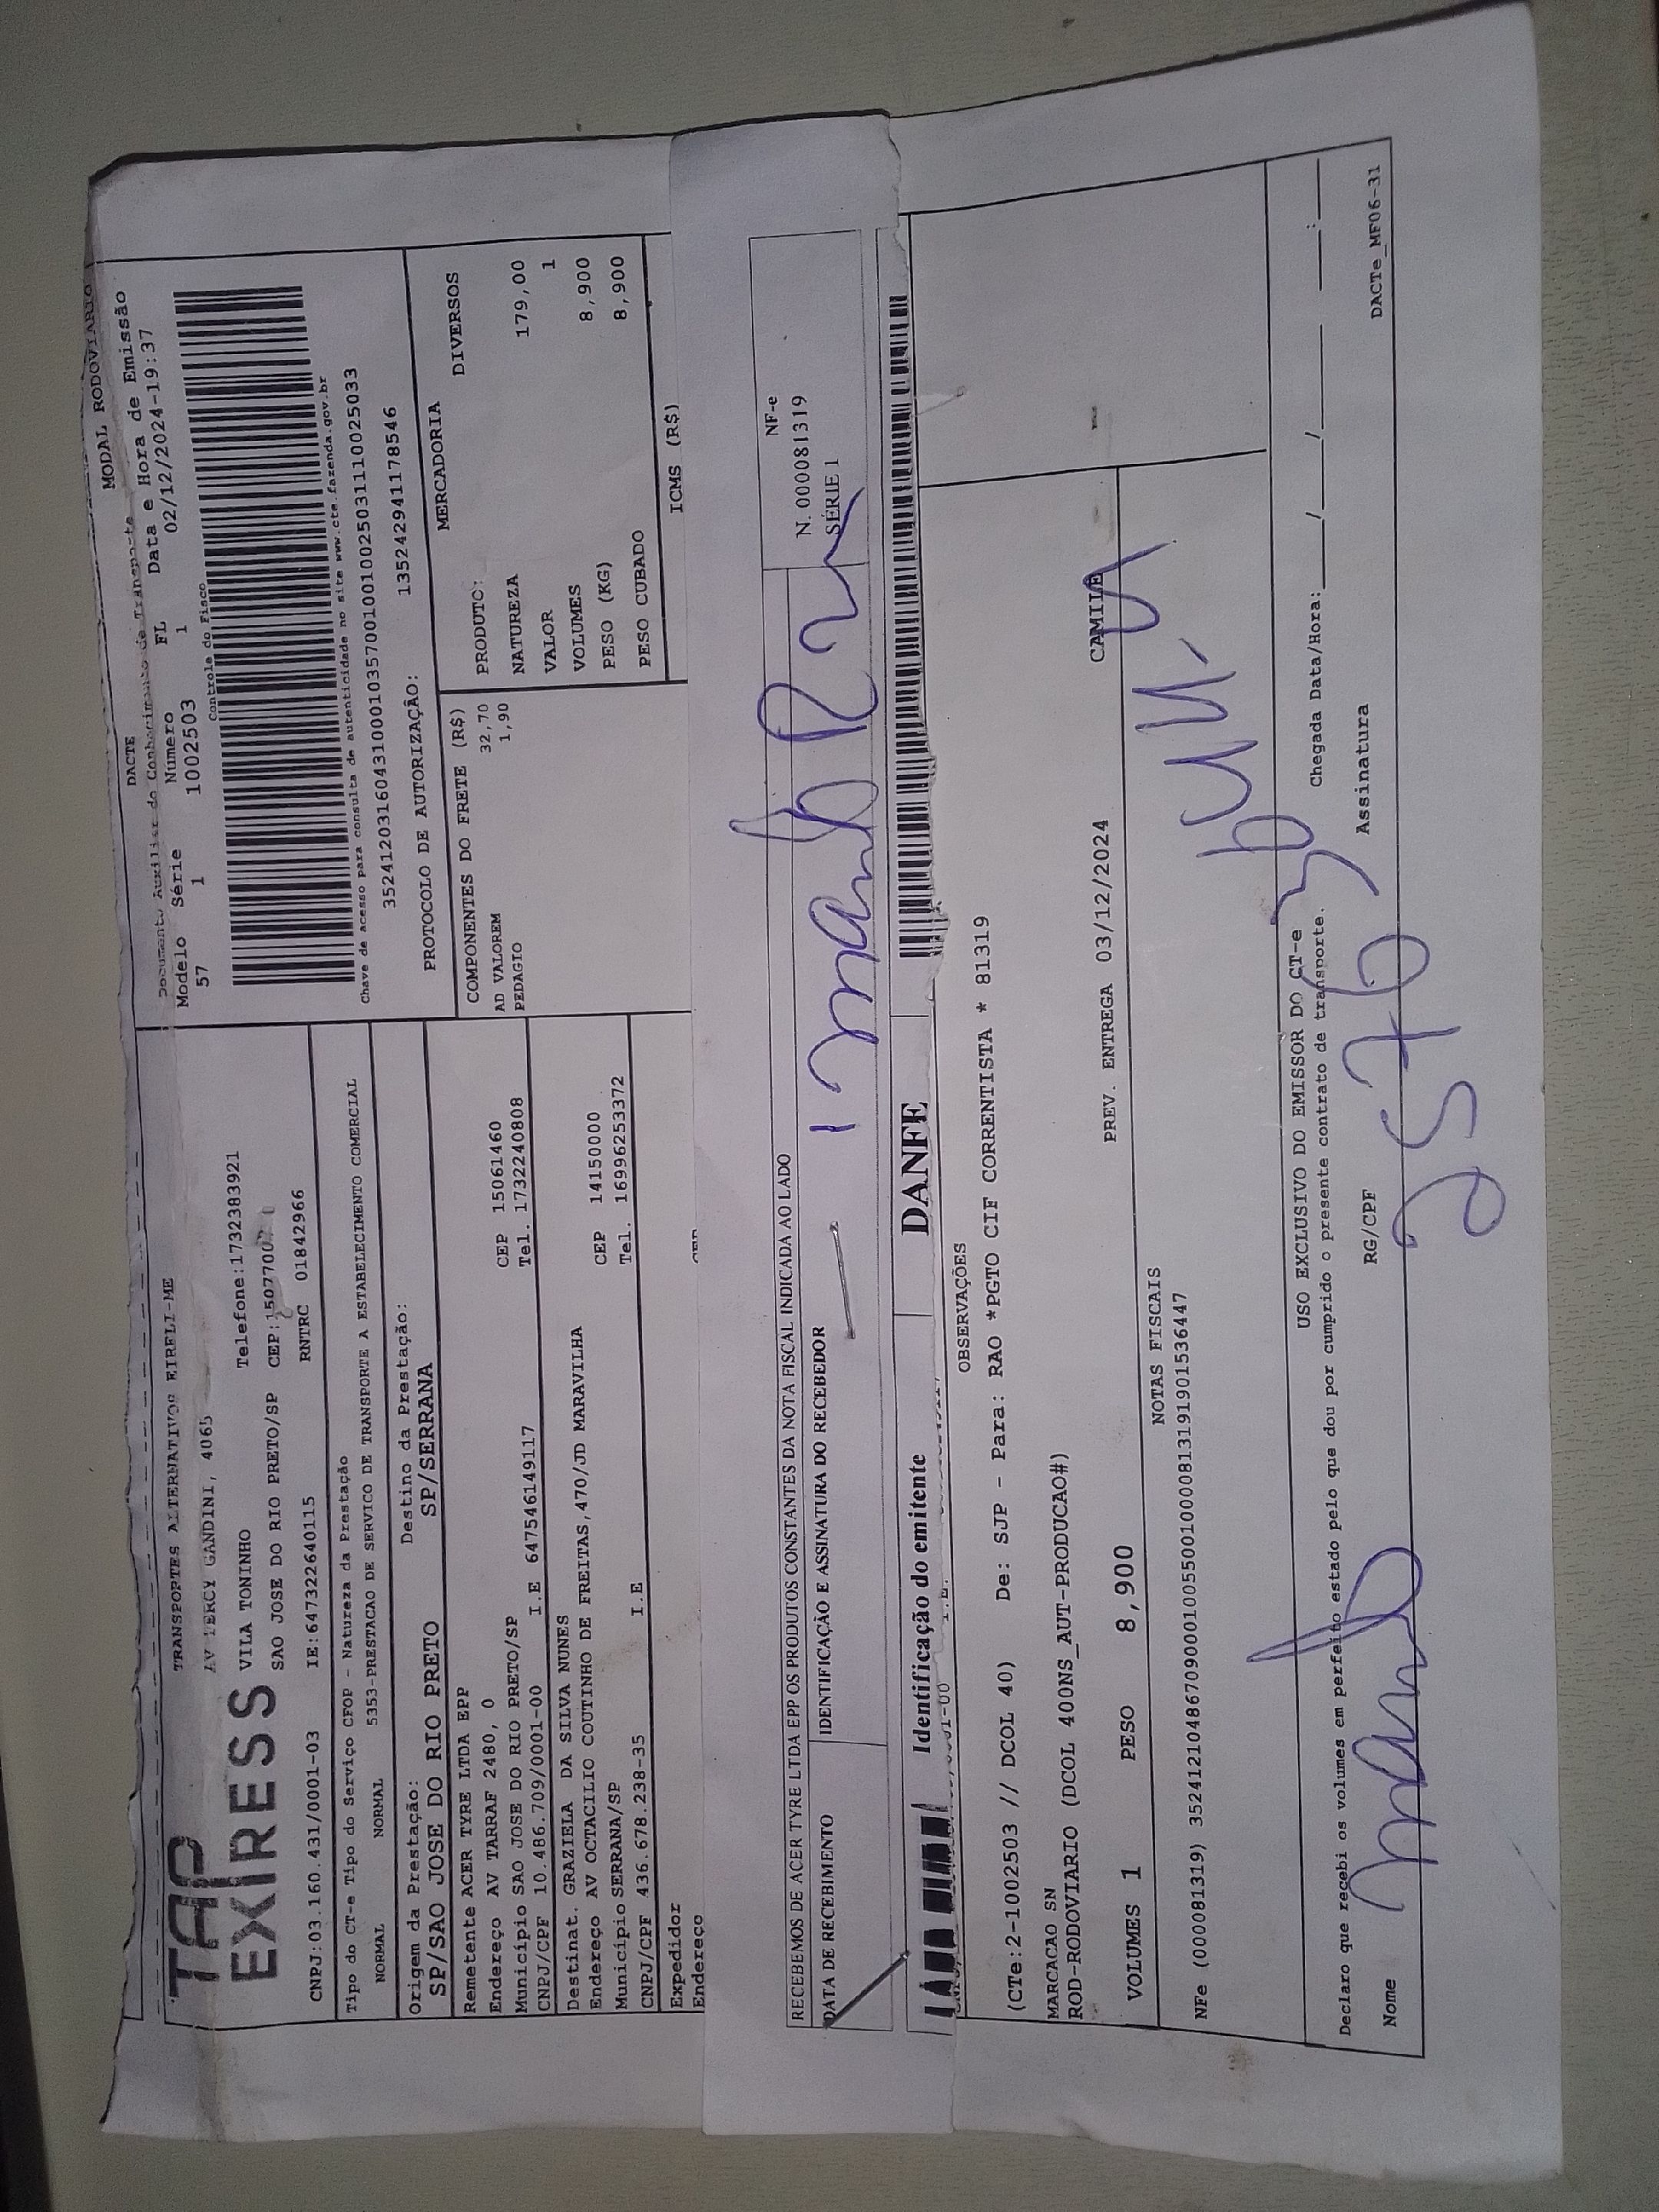 MODAL RODOVIARIO
TAP
EXPRESS
TRANSPORTES ALTERNATIVOS EIRELI-ME
AV TERCY GANDINI, 4065
VILA TONINHO Telefone:1732383921
SAO JOSE DO RIO PRETO/SP CEP:15077000
CNPJ:03.160.431/0001-03 IE:647322640115 RNTRC 01842966
DACTE
Documento Auxiliar do Conhecimento de Transporte
Modelo Série Numero FL Data e Hora de Emissão
57 1 1002503 1 02/12/2024-19:37
Controle do Fisco
Chave de acesso para consulta de autenticidade no site www.cte.fazenda.gov.br
35241203160431000103570010010025031110025033
PROTOCOLO DE AUTORIZAÇÃO: 135242941178546
Tipo do CT-e Tipo do Serviço CFOP - Natureza da Prestação
NORMAL NORMAL 5353-PRESTACAO DE SERVICO DE TRANSPORTE A ESTABELECIMENTO COMERCIAL
Origem da Prestação: Destino da Prestação:
SP/SAO JOSE DO RIO PRETO SP/SERRANA
Remetente ACER TYRE LTDA EPP
Endereço AV TARRAF 2480, 0 CEP 15061460
Município SAO JOSE DO RIO PRETO/SP Tel. 1732240808
CNPJ/CPF 10.486.709/0001-00 I.E 647546149117
Destinat. GRAZIELA DA SILVA NUNES
Endereço AV OCTACILIO COUTINHO DE FREITAS,470/JD MARAVILHA CEP 14150000
Município SERRANA/SP Tel. 16996253372
CNPJ/CPF 436.678.238-35 I.E
Expedidor
Endereço CEP
COMPONENTES DO FRETE (R$)
AD VALOREM 32,70
PEDAGIO 1,90
MERCADORIA
PRODUTO: DIVERSOS
NATUREZA
VALOR 179,00
VOLUMES 1
PESO (KG) 8,900
PESO CUBADO 8,900
ICMS (R$)
RECEBEMOS DE ACER TYRE LTDA EPP OS PRODUTOS CONSTANTES DA NOTA FISCAL INDICADA AO LADO
DATA DE RECEBIMENTO IDENTIFICAÇÃO E ASSINATURA DO RECEBEDOR
NF-e
N. 000081319
SÉRIE 1
Identificação do emitente DANFE
OBSERVAÇÕES
(CTe:2-1002503 // DCOL 40) De: SJP - Para: RAO *PGTO CIF CORRENTISTA * 81319
MARCACAO SN
ROD-RODOVIARIO (DCOL 400NS_AUT-PRODUCAO#)
CAMILA
VOLUMES 1 PESO 8,900 PREV. ENTREGA 03/12/2024
NOTAS FISCAIS
NFe (000081319) 35241210486709000100550010000813191901536447
USO EXCLUSIVO DO EMISSOR DO CT-e
Declaro que recebi os volumes em perfeito estado pelo que dou por cumprido o presente contrato de transporte. Chegada Data/Hora: ___/___/___ ___:___
Nome RG/CPF Assinatura
DACTe_MF06-31